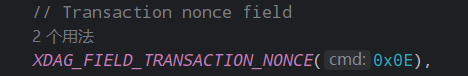 // Transaction nonce field
2 个用法
XDAG_FIELD_TRANSACTION_NONCE( cmd: 0x0E),